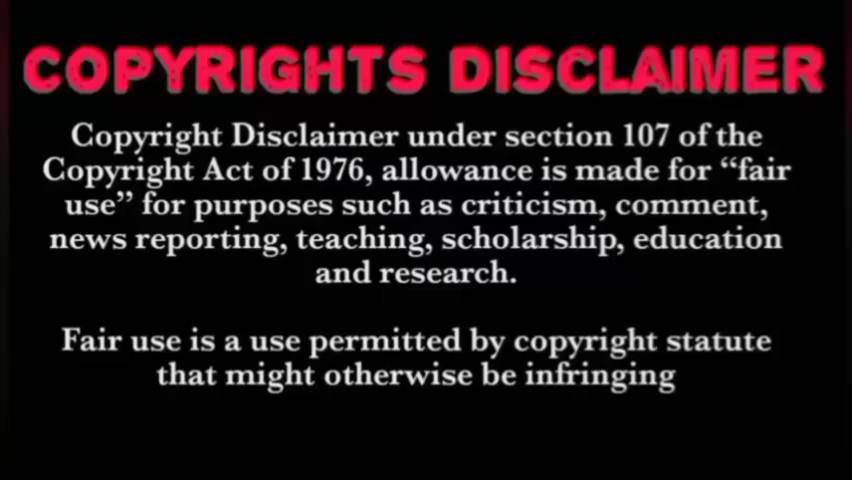 COPYRIGHTS DISCLAIMER
Copyright Disclaimer under section 107 of the
Copyright Act of 1976, allowance is made for “fair
use” for purposes such as criticism, comment,
news reporting, teaching, scholarship, education
and research.
Fair use is a use permitted by copyright statute
that might otherwise be infringing